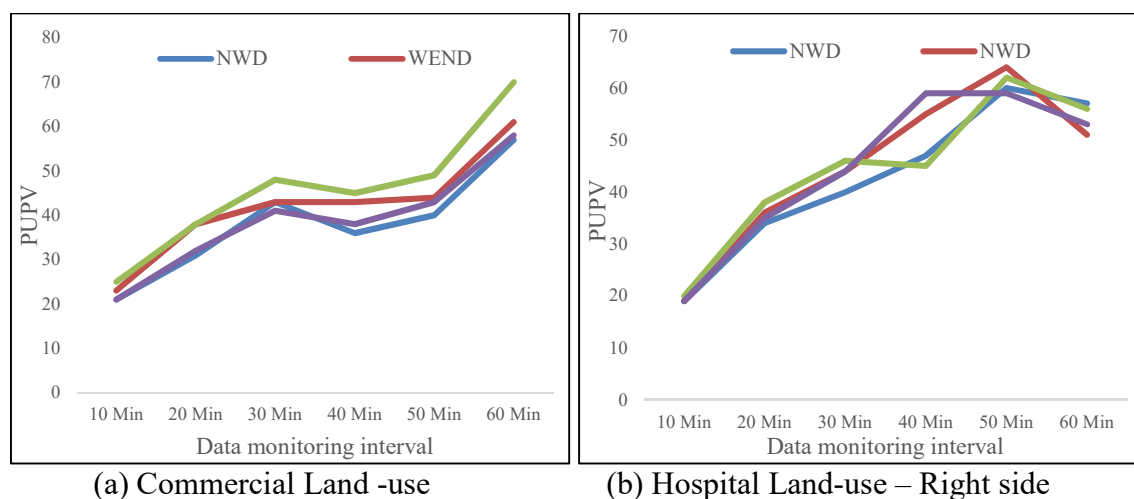 80
70
60
50
40
30
20
10
0
PUPV
NWD WEND
10 Min 20 Min 30 Min 40 Min 50 Min 60 Min
Data monitoring interval
(a) Commercial Land -use
70
60
50
40
30
20
10
0
PUPV
NWD NWD
10 Min 20 Min 30 Min 40 Min 50 Min 60 Min
Data monitoring interval
(b) Hospital Land-use – Right side